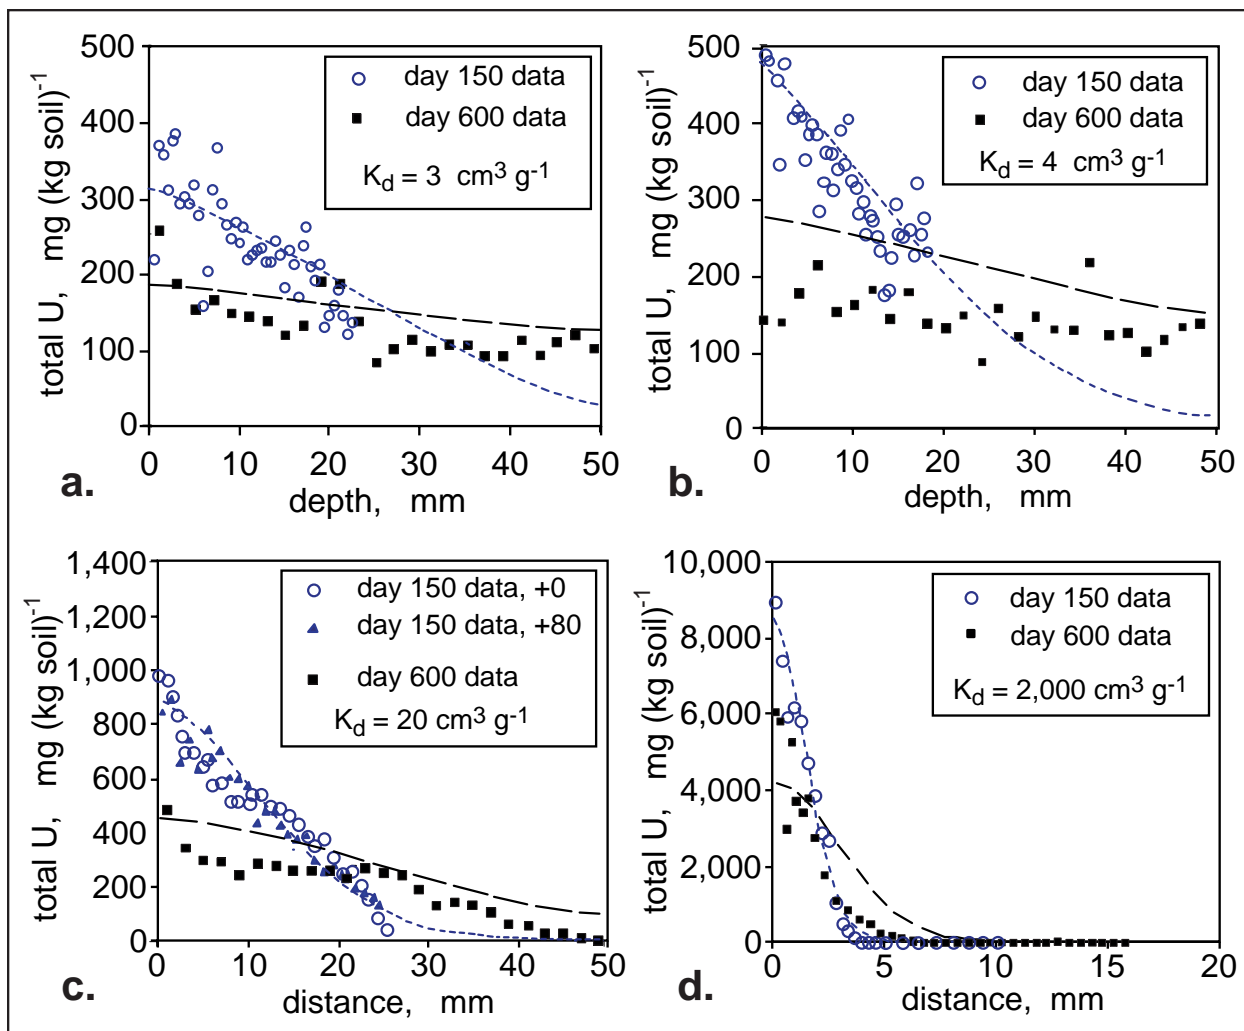 500
400
300
200
100
0
total U, mg (kg soil)⁻¹
day 150 data
day 600 data
K_d = 3 cm³ g⁻¹
0 10 20 30 40 50
a.
depth, mm
500
400
300
200
100
0
total U, mg (kg soil)⁻¹
day 150 data
day 600 data
K_d = 4 cm³ g⁻¹
0 10 20 30 40 50
b.
depth, mm
1,400
1,200
1,000
800
600
400
200
0
total U, mg (kg soil)⁻¹
day 150 data, +0
day 150 data, +80
day 600 data
K_d = 20 cm³ g⁻¹
0 10 20 30 40 50
c.
distance, mm
10,000
8,000
6,000
4,000
2,000
0
total U, mg (kg soil)⁻¹
day 150 data
day 600 data
K_d = 2,000 cm³ g⁻¹
0 5 10 15 20
d.
distance, mm